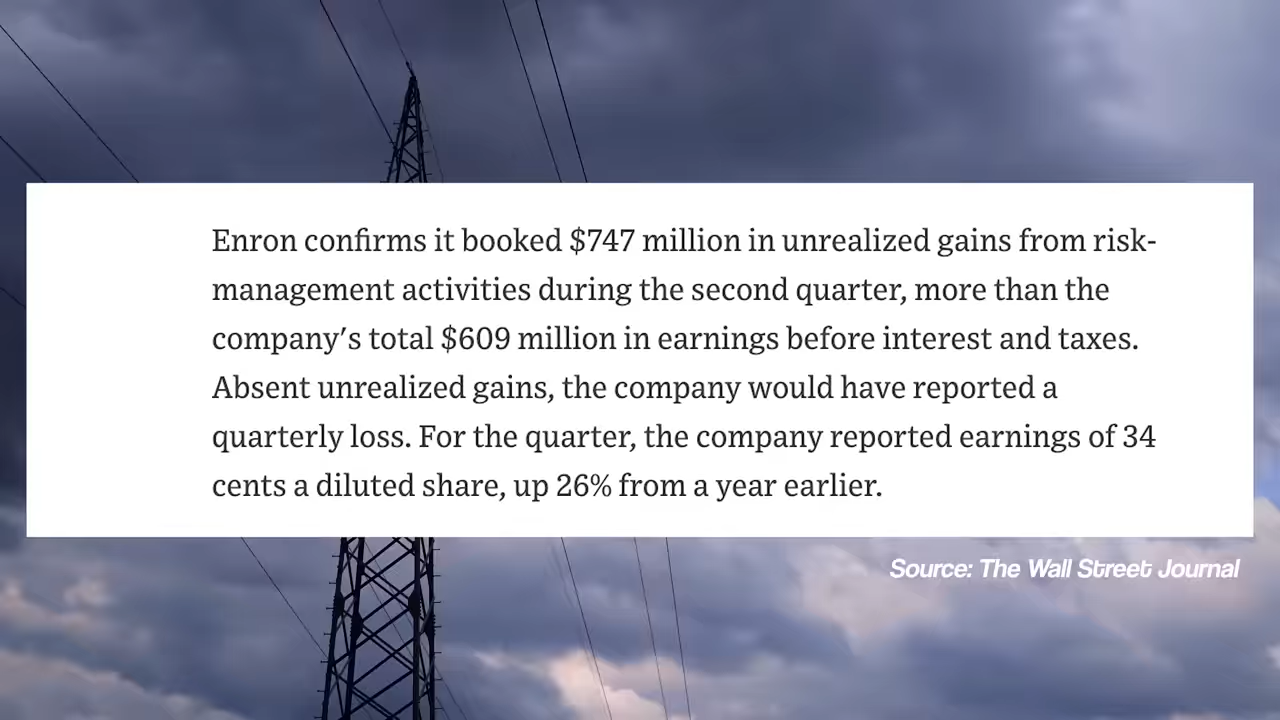 Enron confirms it booked $747 million in unrealized gains from risk-
management activities during the second quarter, more than the
company's total $609 million in earnings before interest and taxes.
Absent unrealized gains, the company would have reported a
quarterly loss. For the quarter, the company reported earnings of 34
cents a diluted share, up 26% from a year earlier.
Source: The Wall Street Journal